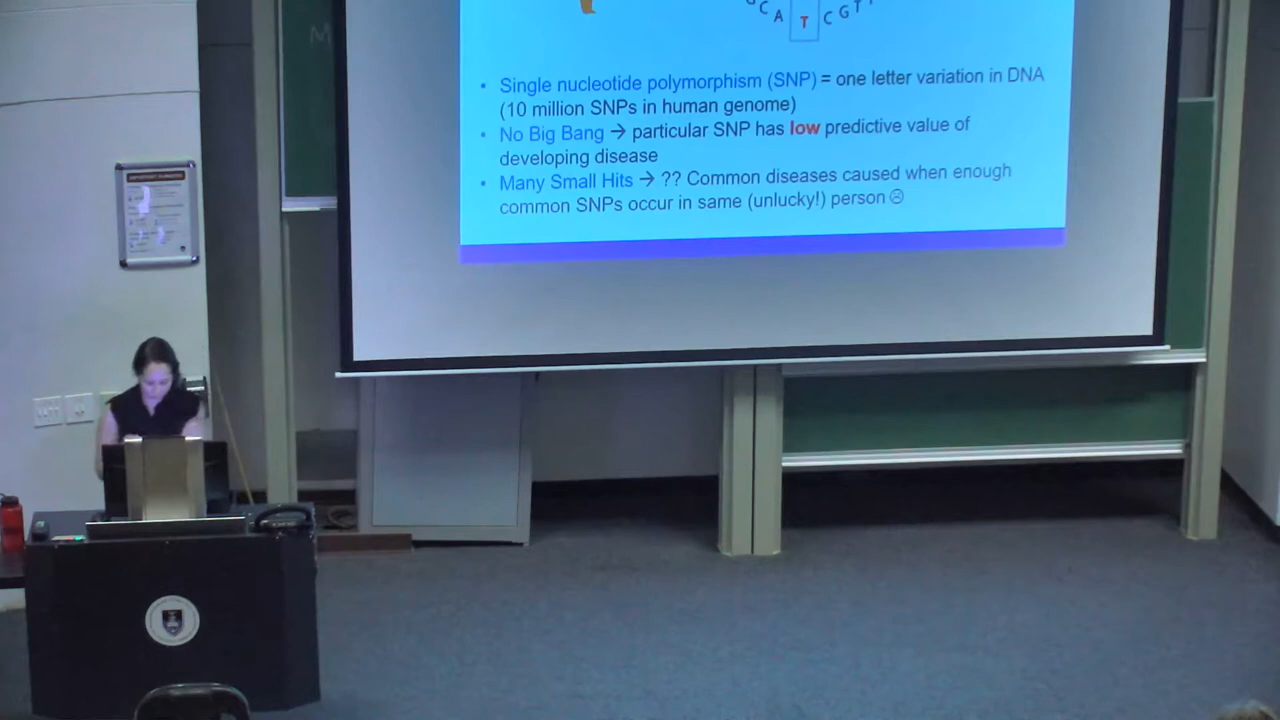 C A T C G T
• Single nucleotide polymorphism (SNP) = one letter variation in DNA
(10 million SNPs in human genome)
• No Big Bang → particular SNP has low predictive value of
developing disease
• Many Small Hits → ?? Common diseases caused when enough
common SNPs occur in same (unlucky!) person ☹
M